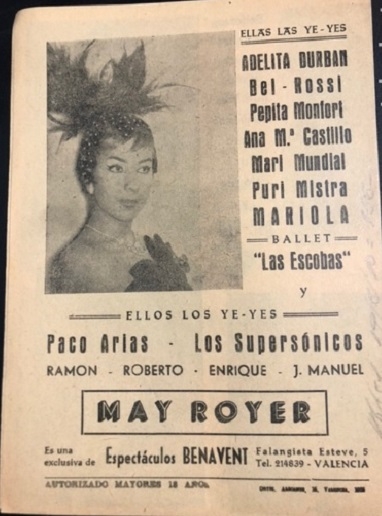 ELLAS LAS YE-YES
ADELITA DURBAN
Bel - Rossi
Pepita Monfort
Ana M.ª Castillo
Mari Mundial
Puri Mistra
MARIOLA
BALLET
"Las Escobas"
y
ELLOS LOS YE-YES
Paco Arias - Los Supersónicos
RAMON - ROBERTO - ENRIQUE - J. MANUEL
MAY ROYER
Es una exclusiva de Espectáculos BENAVENT Falangista Esteve, 5
Tel. 214839 - VALENCIA
AUTORIZADO MAYORES 18 AÑOS